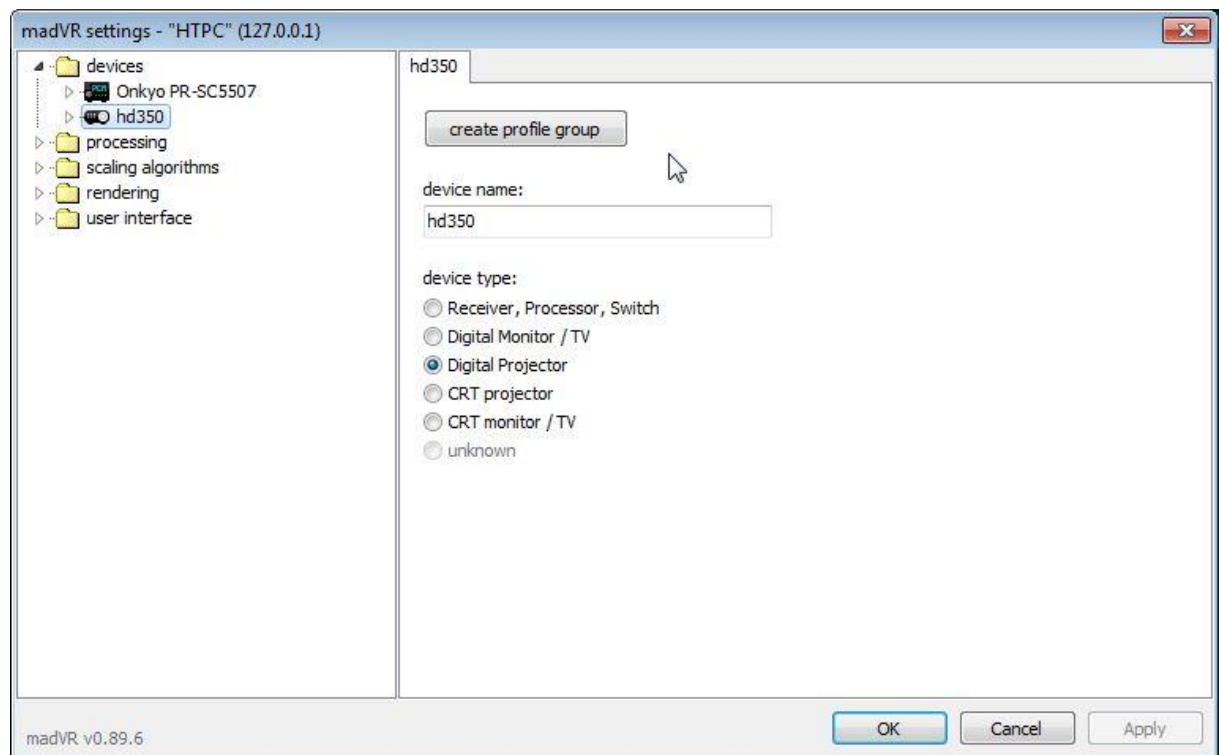 madVR settings - "HTPC" (127.0.0.1)
devices
Onkyo PR-SC5507
hd350
processing
scaling algorithms
rendering
user interface
hd350
create profile group
device name:
hd350
device type:
Receiver, Processor, Switch
Digital Monitor / TV
Digital Projector
CRT projector
CRT monitor / TV
unknown
OK Cancel Apply
madVR v0.89.6